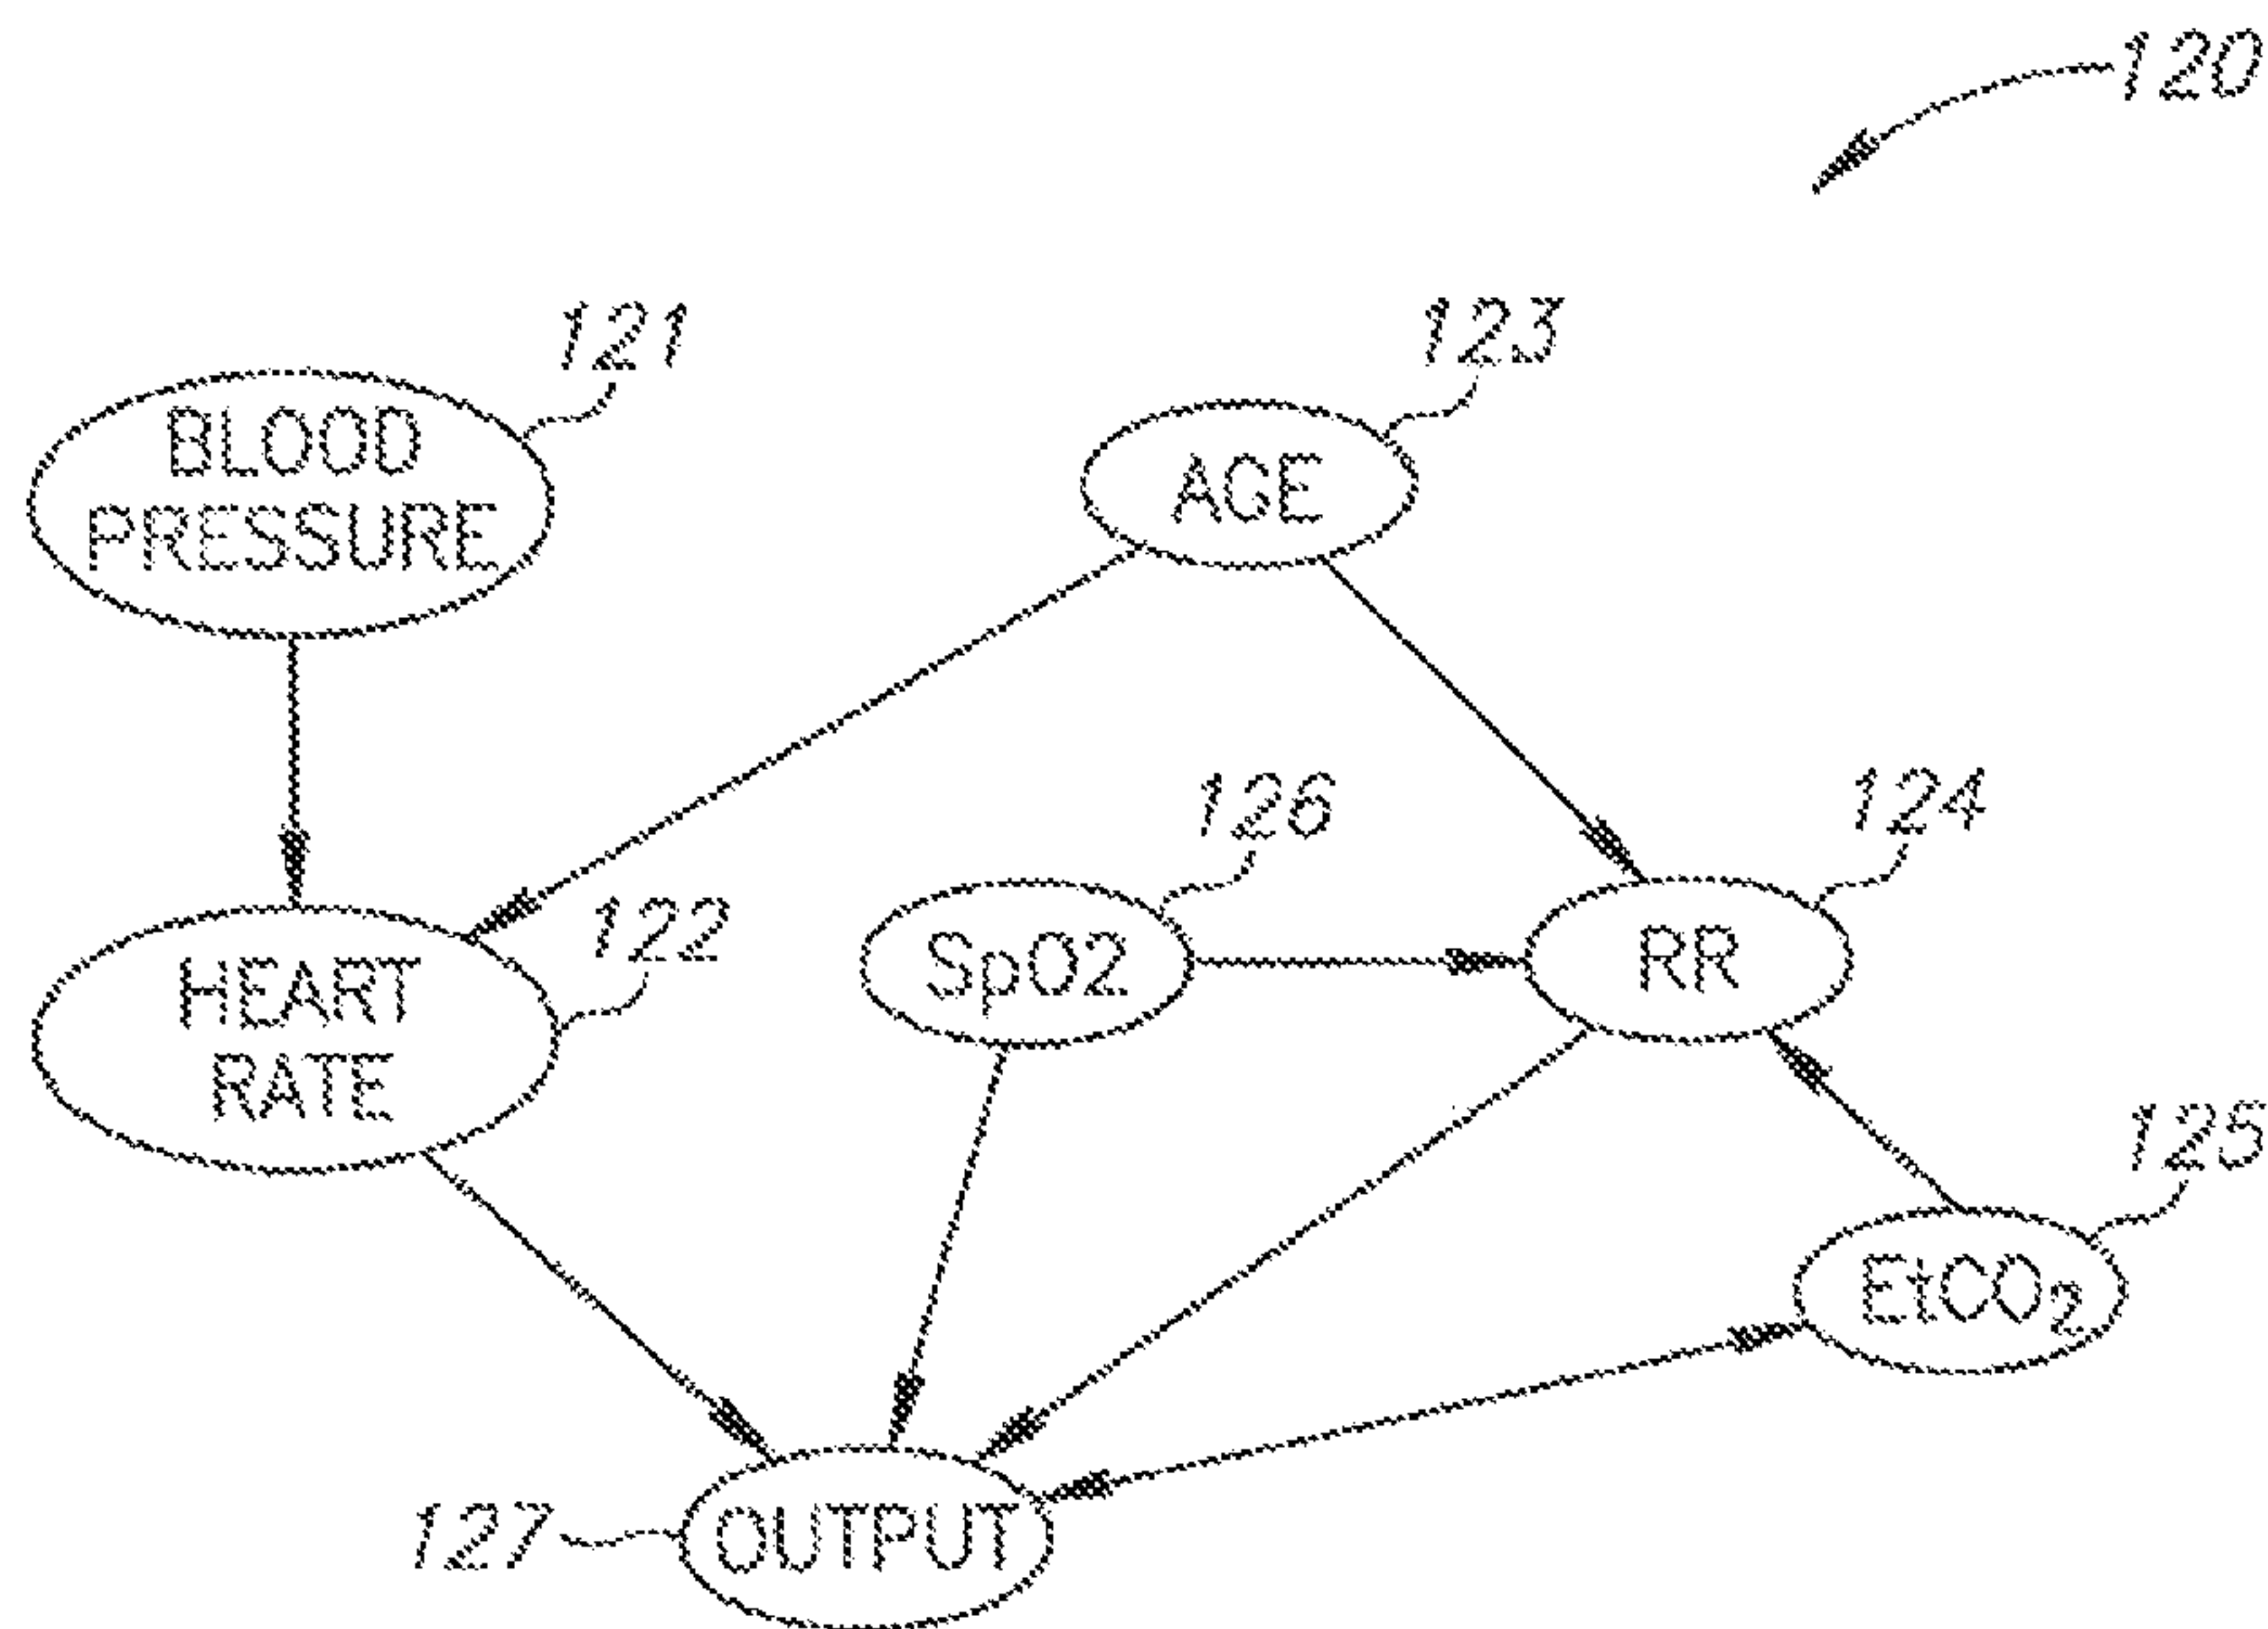 120
121
123
BLOOD
PRESSURE
AGE
126
124
122
HEART
RATE
SpO2
RR
125
EtCO₂
127
OUTPUT